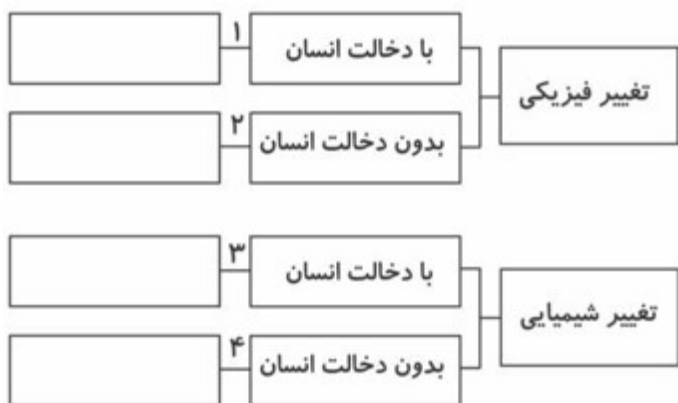 تغییر فیزیکی
با دخالت انسان
۱
بدون دخالت انسان
۲
تغییر شیمیایی
با دخالت انسان
۳
بدون دخالت انسان
۴